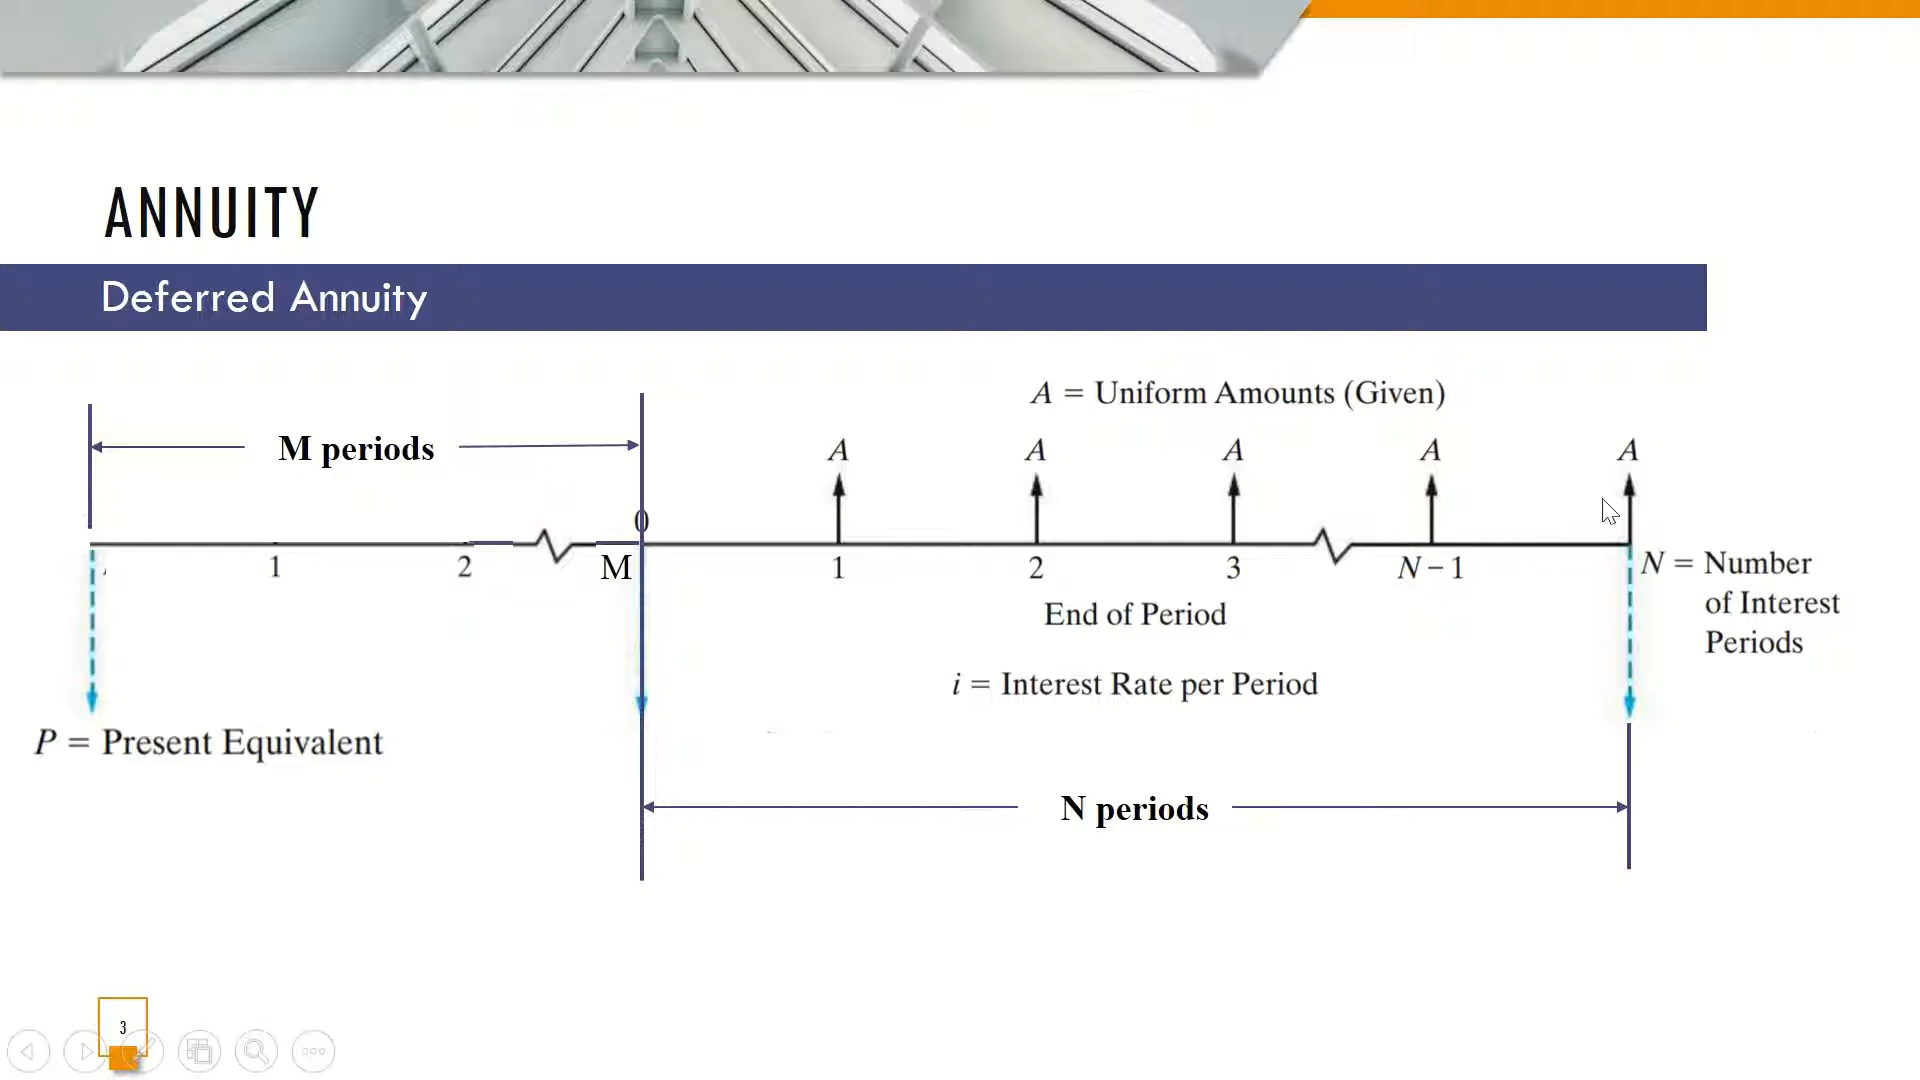 ANNUITY
Deferred Annuity
A = Uniform Amounts (Given)
M periods
A A A A A
0
1 2 M 1 2 3 N − 1
N = Number
of Interest
Periods
End of Period
i = Interest Rate per Period
P = Present Equivalent
N periods
3